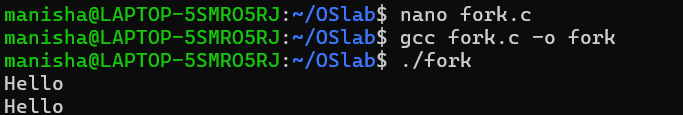 manisha@LAPTOP-5SMRO5RJ:~/OSlab$ nano fork.c
manisha@LAPTOP-5SMRO5RJ:~/OSlab$ gcc fork.c -o fork
manisha@LAPTOP-5SMRO5RJ:~/OSlab$ ./fork
Hello
Hello